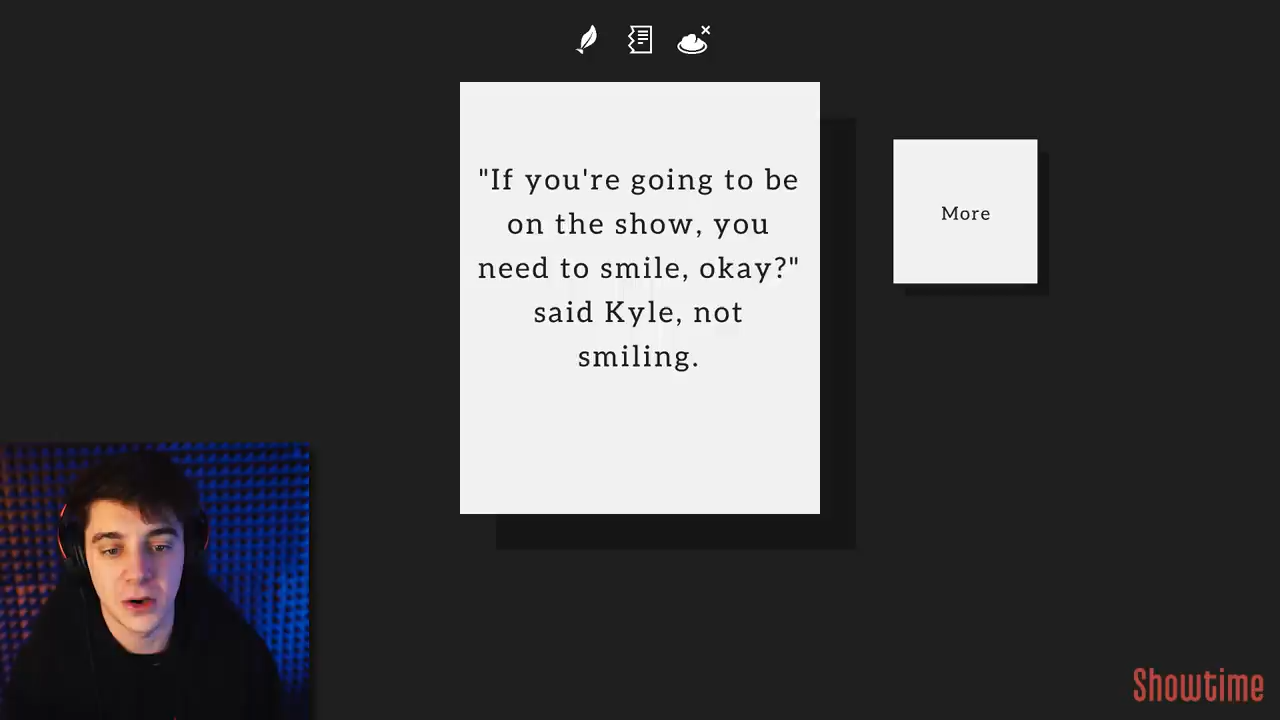 "If you're going to be
on the show, you
need to smile, okay?"
said Kyle, not
smiling.
More
Showtime